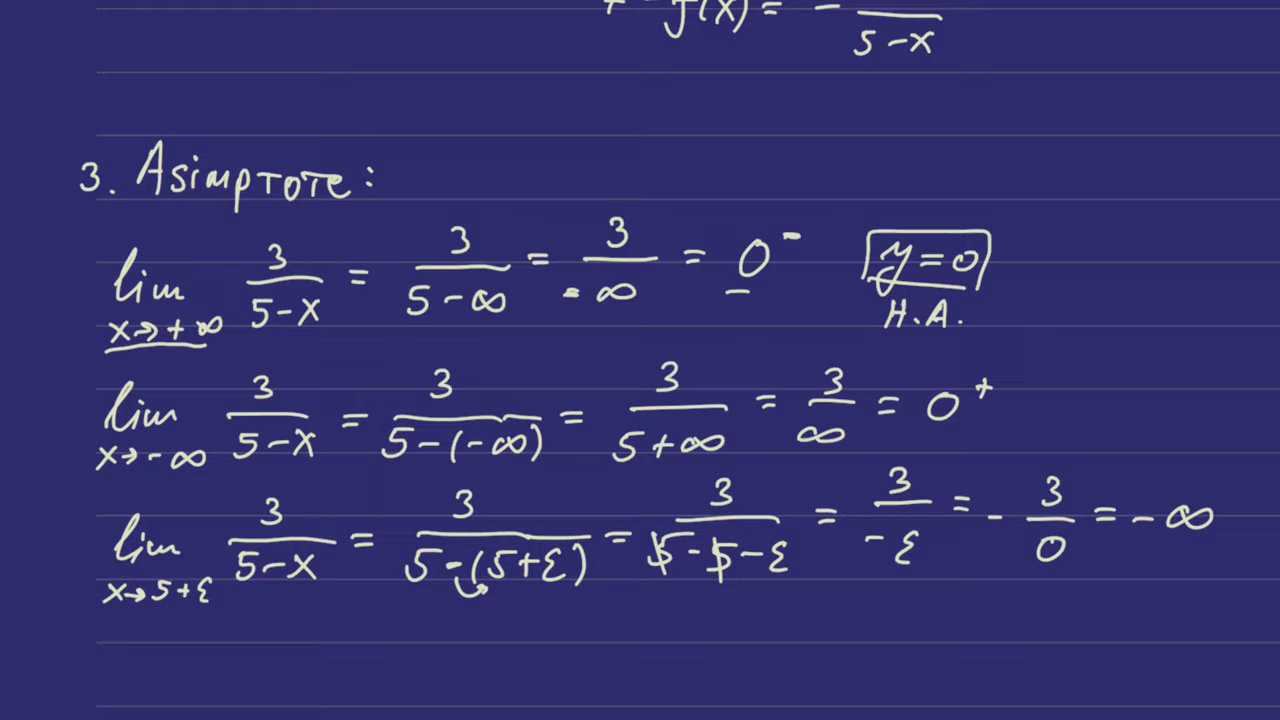 f(x) = - ―/(5-x)
3. Asimptote:
lim x→+∞ 3/(5-x) = 3/(5-∞) = 3/(-∞) = 0⁻ y=0 H.A.
lim x→-∞ 3/(5-x) = 3/(5-(-∞)) = 3/(5+∞) = 3/∞ = 0⁺
lim x→5+ε 3/(5-x) = 3/(5-(5+ε)) = 3/(5-5-ε) = 3/(-ε) = - 3/0 = -∞